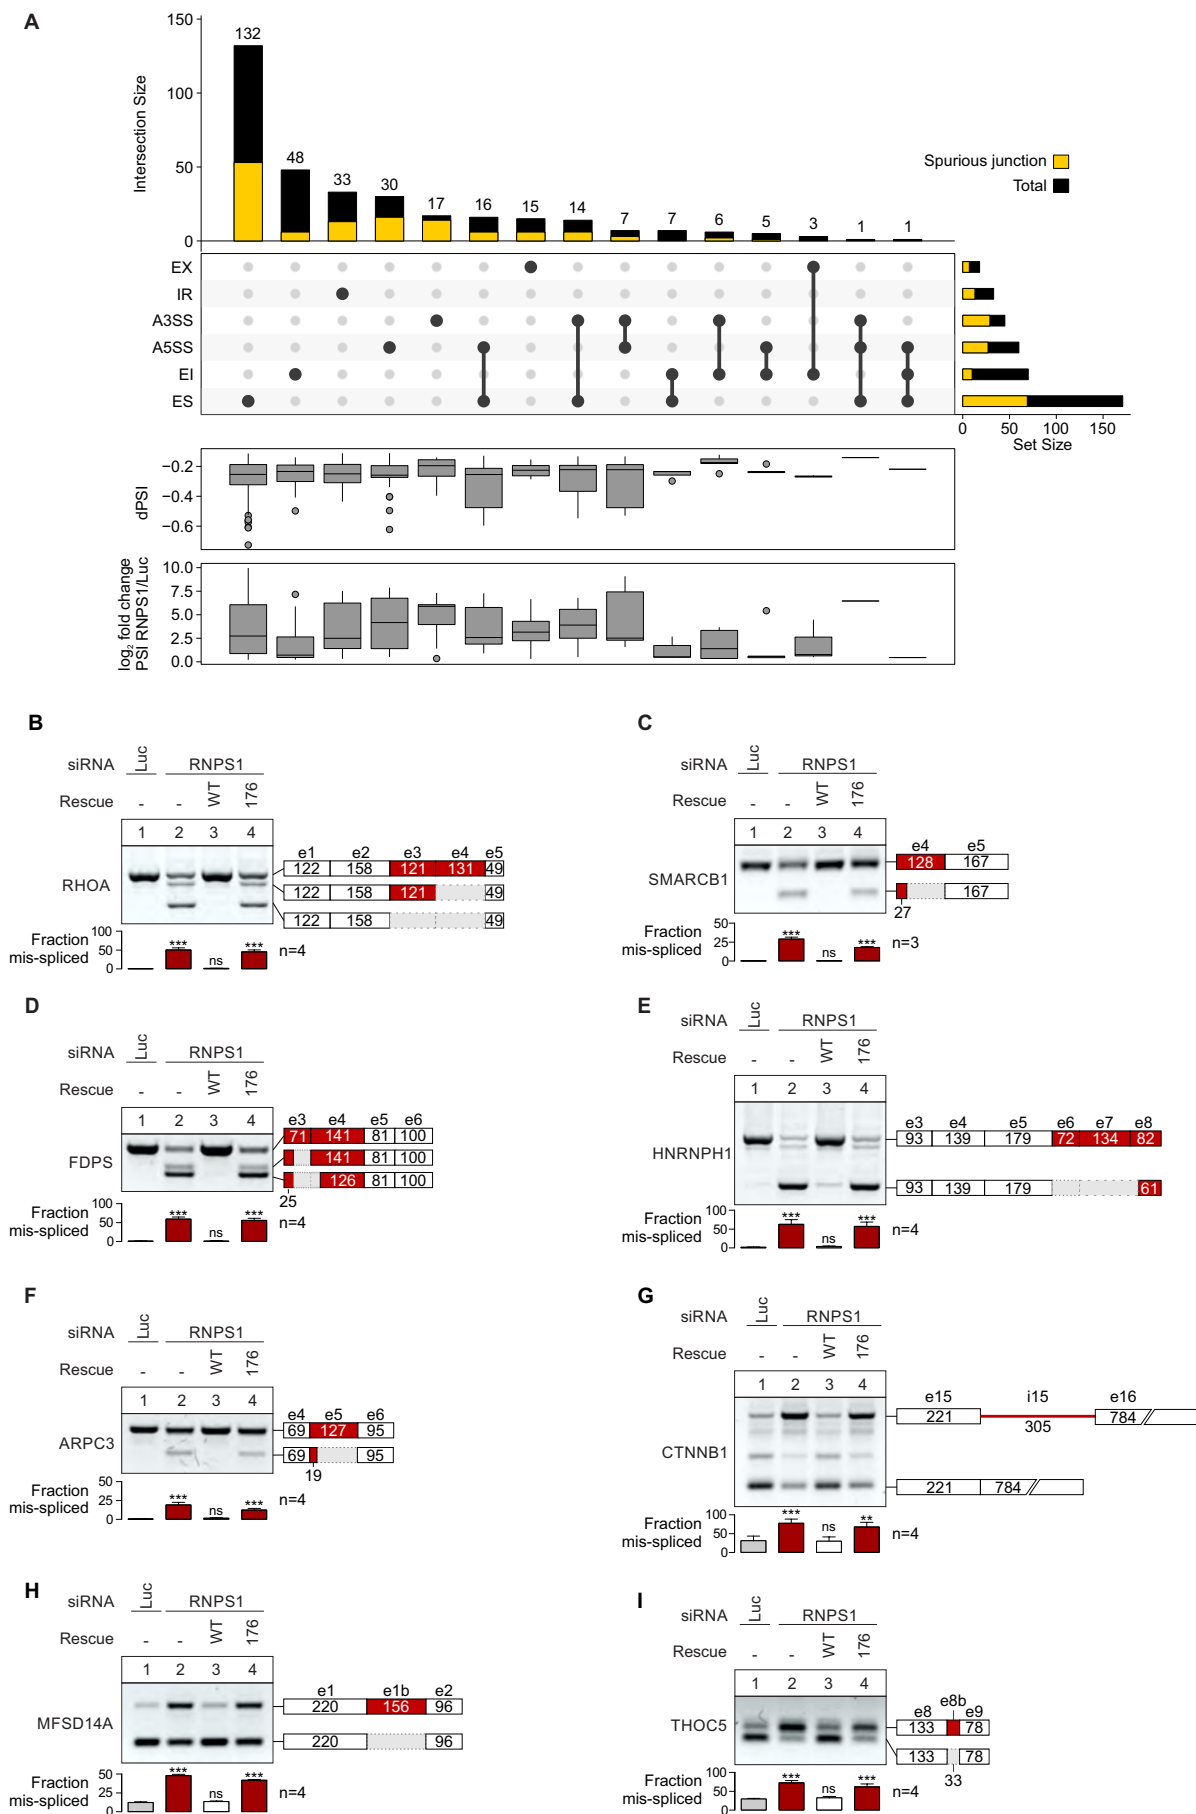 A
150
100
50
0
Intersection Size
132
48
33
30
17
16
15
14
7
7
6
5
3
1
1
Spurious junction
Total
EX
IR
A3SS
A5SS
EI
ES
0 50 100 150
Set Size
dPSI
−0.2
−0.4
−0.6
log2 fold change
PSI RNPS1/Luc
10.0
7.5
5.0
2.5
0.0
B
siRNA Luc RNPS1
Rescue - - WT 176
1 2 3 4
RHOA
e1 e2 e3 e4 e5
122 158 121 131 49
122 158 121 49
122 158 49
Fraction
mis-spliced
100
50
0
*** ns ***
n=4
C
siRNA Luc RNPS1
Rescue - - WT 176
1 2 3 4
SMARCB1
e4 e5
128 167
167
27
Fraction
mis-spliced
50
25
0
*** ns ***
n=3
D
siRNA Luc RNPS1
Rescue - - WT 176
1 2 3 4
FDPS
e3 e4 e5 e6
71 141 81 100
141 81 100
126 81 100
25
Fraction
mis-spliced
100
50
0
*** ns ***
n=4
E
siRNA Luc RNPS1
Rescue - - WT 176
1 2 3 4
HNRNPH1
e3 e4 e5 e6 e7 e8
93 139 179 72 134 82
93 139 179 61
Fraction
mis-spliced
100
50
0
*** ns ***
n=4
F
siRNA Luc RNPS1
Rescue - - WT 176
1 2 3 4
ARPC3
e4 e5 e6
69 127 95
69 95
19
Fraction
mis-spliced
50
25
0
*** ns ***
n=4
G
siRNA Luc RNPS1
Rescue - - WT 176
1 2 3 4
CTNNB1
e15 i15 e16
221 305 784
221 784
Fraction
mis-spliced
100
50
0
*** ns **
n=4
H
siRNA Luc RNPS1
Rescue - - WT 176
1 2 3 4
MFSD14A
e1 e1b e2
220 156 96
220 96
Fraction
mis-spliced
50
25
0
*** ns ***
n=4
I
siRNA Luc RNPS1
Rescue - - WT 176
1 2 3 4
THOC5
e8 e8b e9
133 78
133 78
33
Fraction
mis-spliced
100
50
0
*** ns ***
n=4